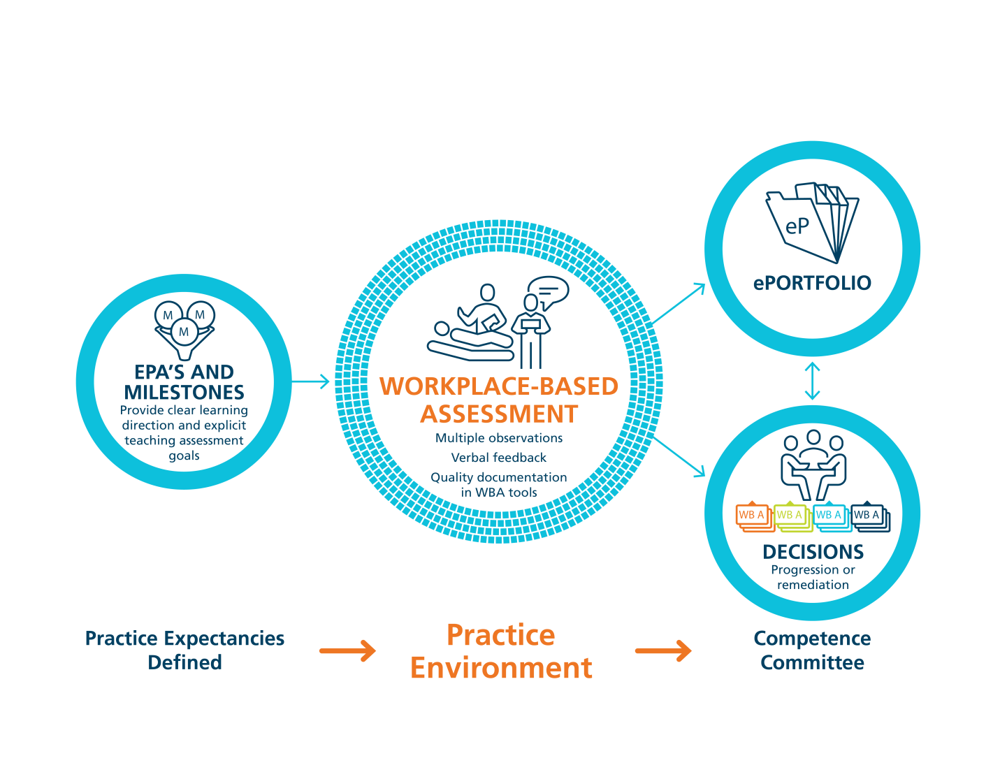 M
M
M
EPA’S AND
MILESTONES
Provide clear learning
direction and explicit
teaching assessment
goals
WORKPLACE-BASED
ASSESSMENT
Multiple observations
Verbal feedback
Quality documentation
in WBA tools
eP
ePORTFOLIO
WB A
WB A
WB A
WB A
DECISIONS
Progression or
remediation
Practice Expectancies
Defined
Practice
Environment
Competence
Committee